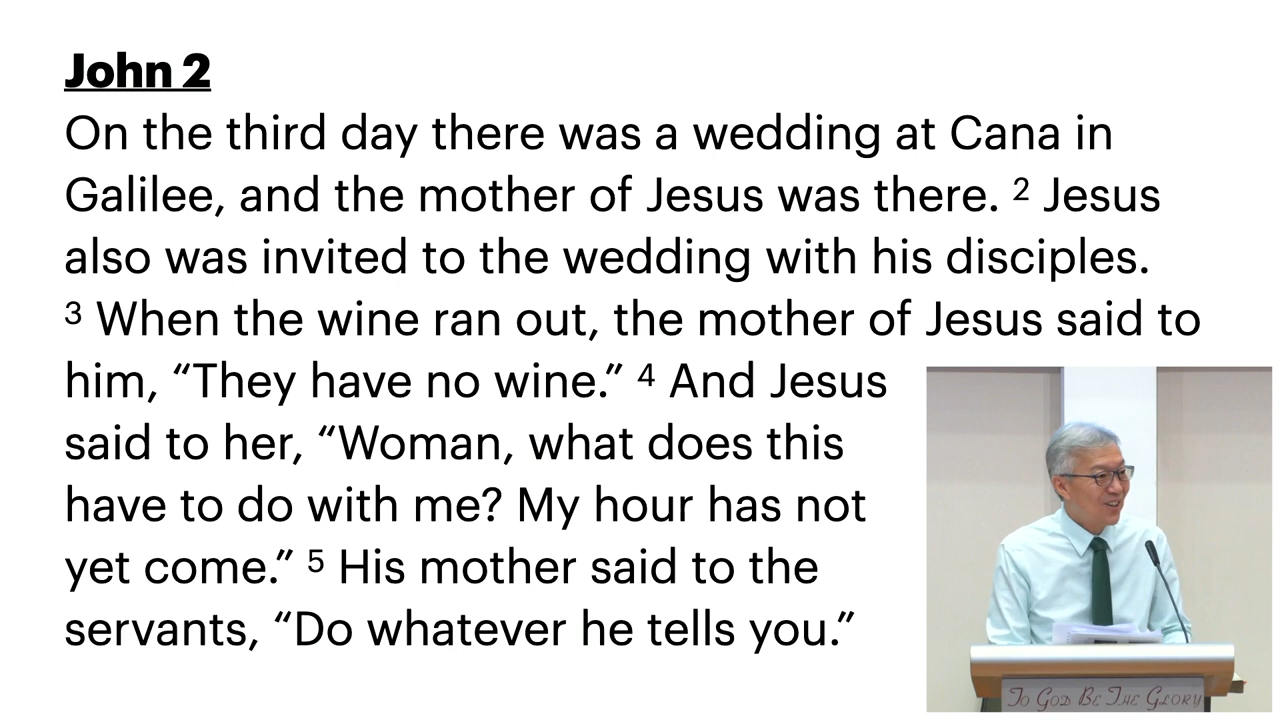 John 2
On the third day there was a wedding at Cana in
Galilee, and the mother of Jesus was there. 2 Jesus
also was invited to the wedding with his disciples.
3 When the wine ran out, the mother of Jesus said to
him, “They have no wine.” 4 And Jesus
said to her, “Woman, what does this
have to do with me? My hour has not
yet come.” 5 His mother said to the
servants, “Do whatever he tells you.”
To God Be The Glory